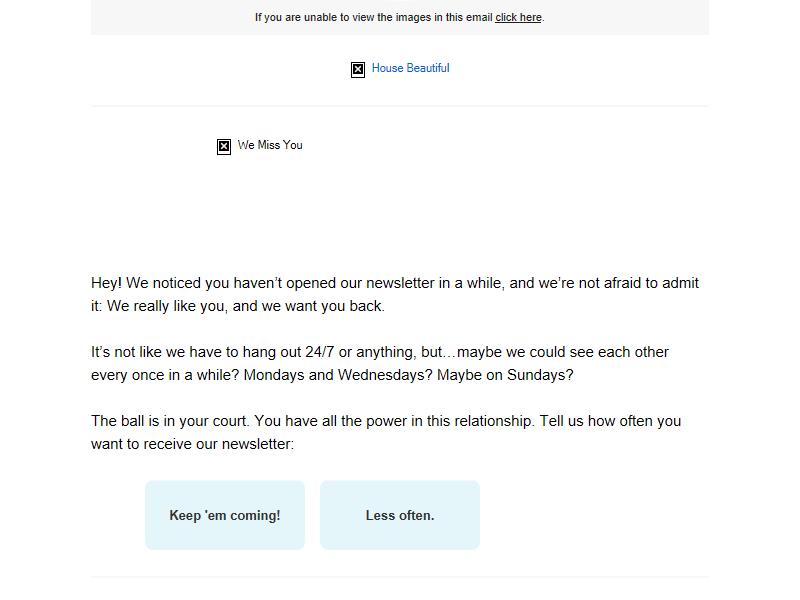 If you are unable to view the images in this email click here.
House Beautiful
We Miss You
Hey! We noticed you haven’t opened our newsletter in a while, and we’re not afraid to admit
it: We really like you, and we want you back.
It’s not like we have to hang out 24/7 or anything, but…maybe we could see each other
every once in a while? Mondays and Wednesdays? Maybe on Sundays?
The ball is in your court. You have all the power in this relationship. Tell us how often you
want to receive our newsletter:
Keep 'em coming! Less often.